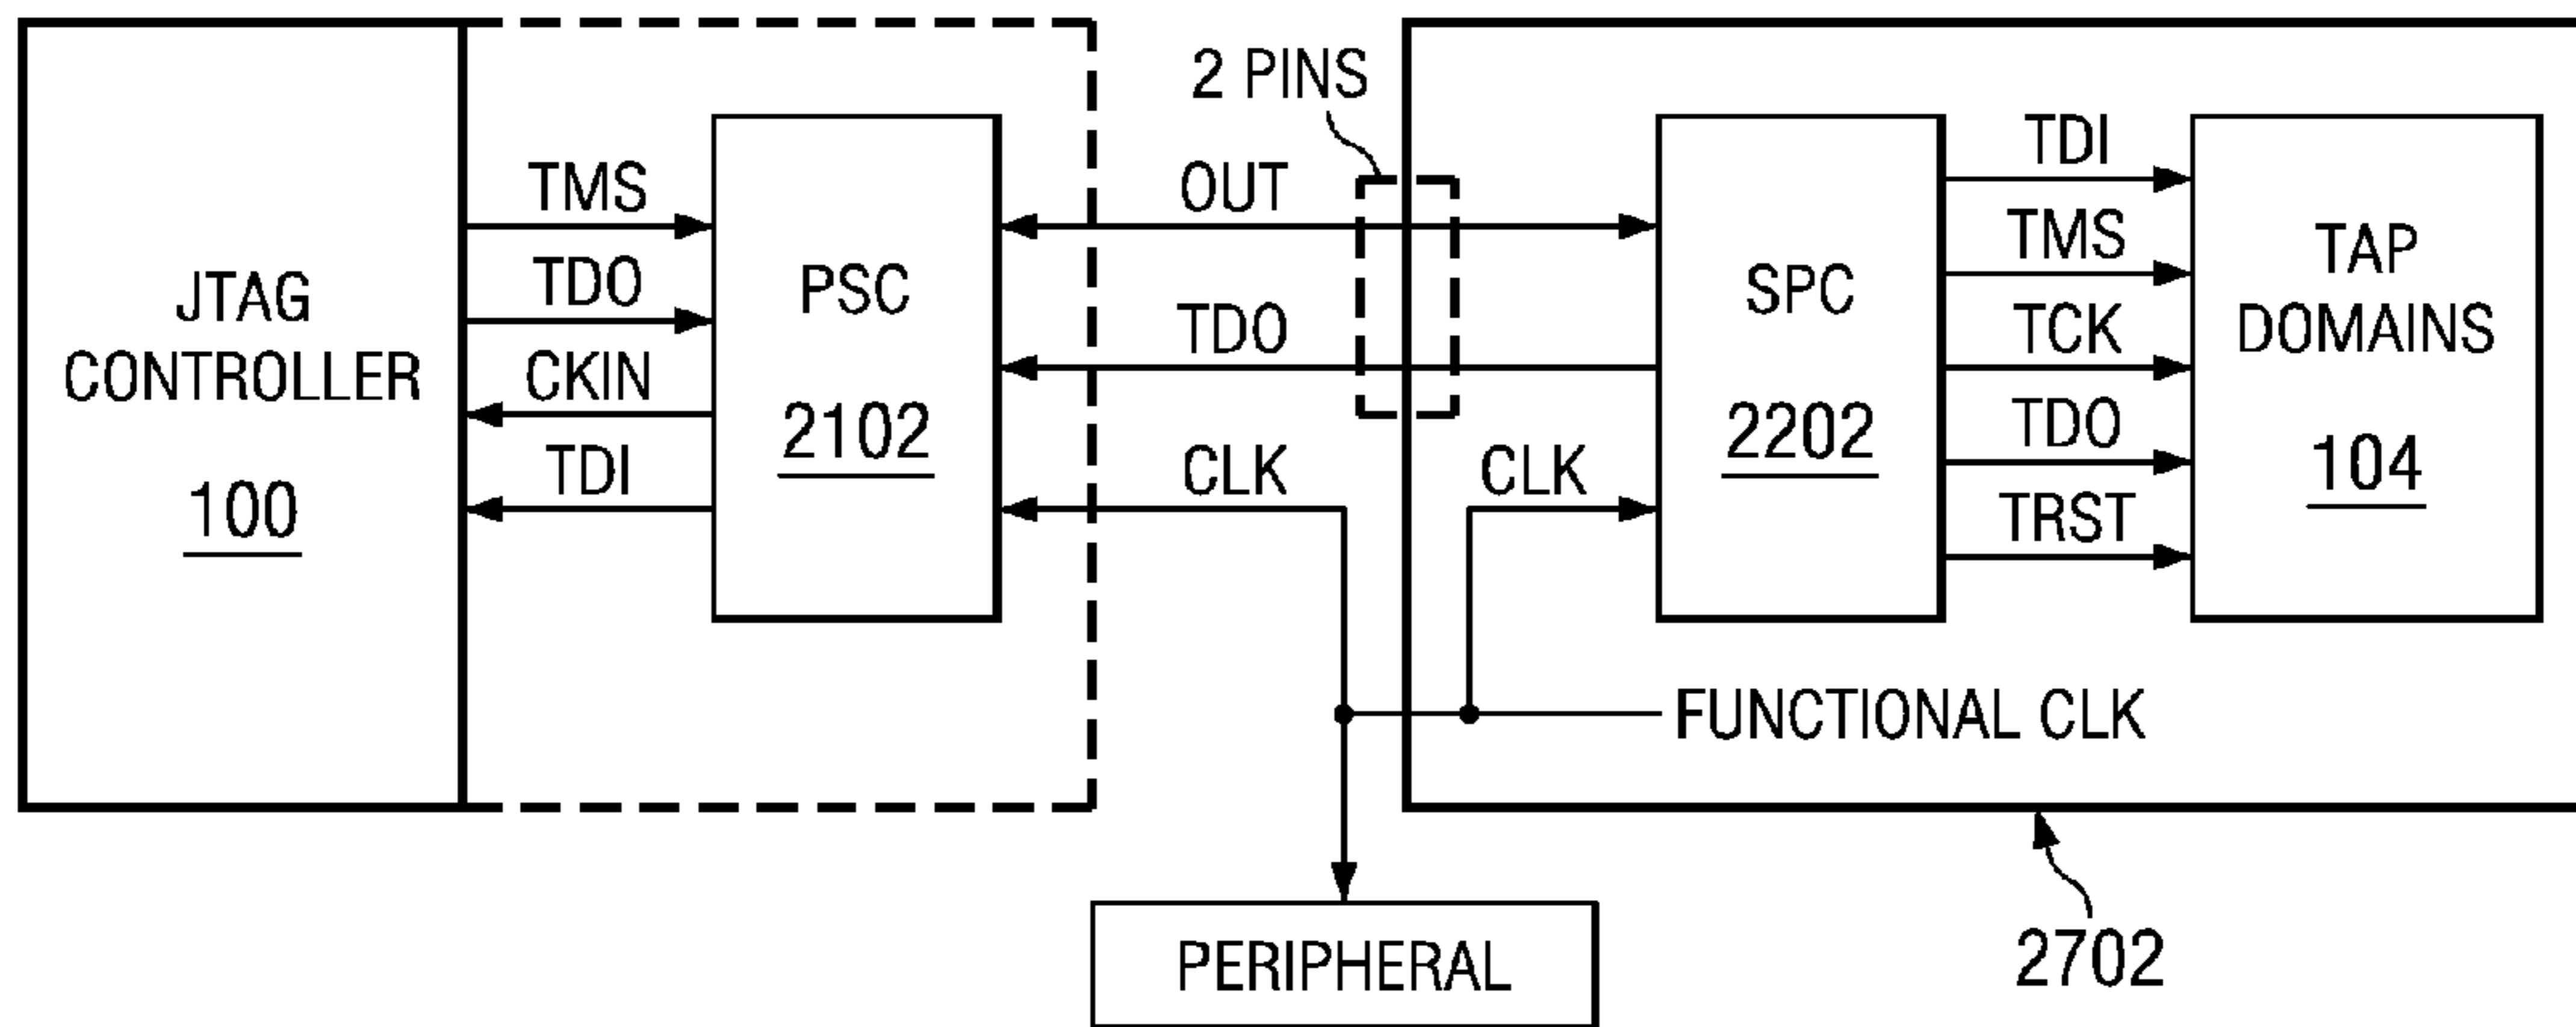 JTAG
CONTROLLER
100
TMS
TDO
CKIN
TDI
PSC
2102
2 PINS
OUT
TDO
CLK
CLK
SPC
2202
TDI
TMS
TCK
TDO
TRST
TAP
DOMAINS
104
FUNCTIONAL CLK
PERIPHERAL
2702